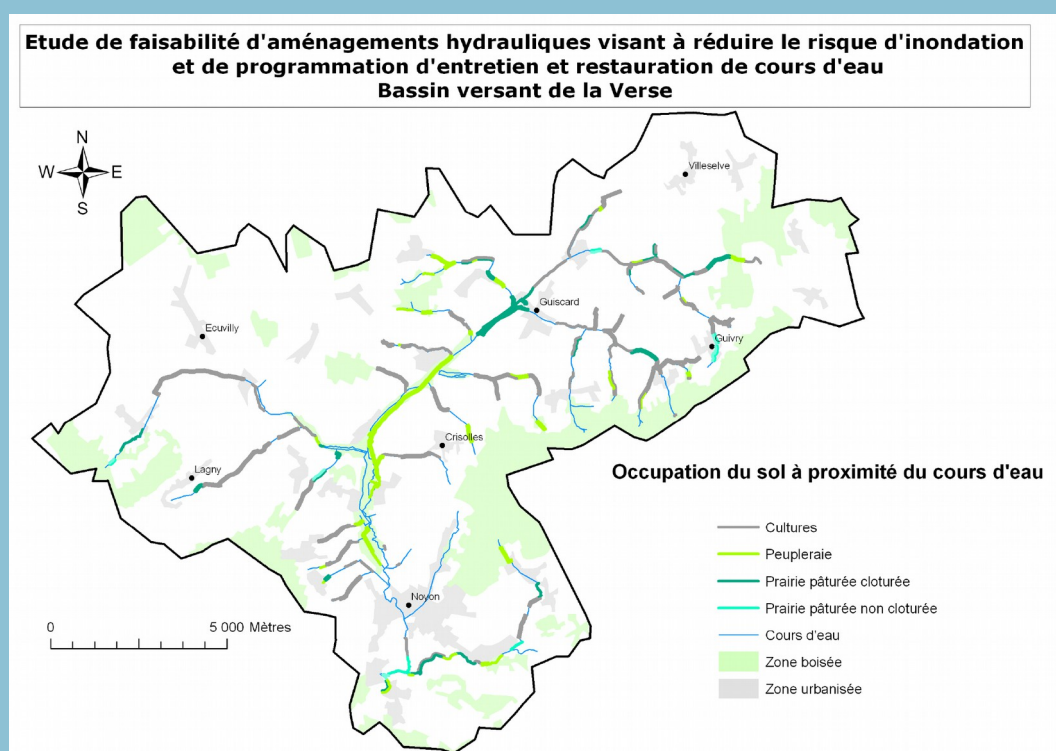 Etude de faisabilité d'aménagements hydrauliques visant à réduire le risque d'inondation
et de programmation d'entretien et restauration de cours d'eau
Bassin versant de la Verse
N
W E
S
Villeselve
Guiscard
Ecuvilly
Guivry
Crisolles
Lagny
Noyon
Occupation du sol à proximité du cours d'eau
Cultures
Peupleraie
Prairie pâturée cloturée
Prairie pâturée non cloturée
Cours d'eau
Zone boisée
Zone urbanisée
0 5 000 Mètres